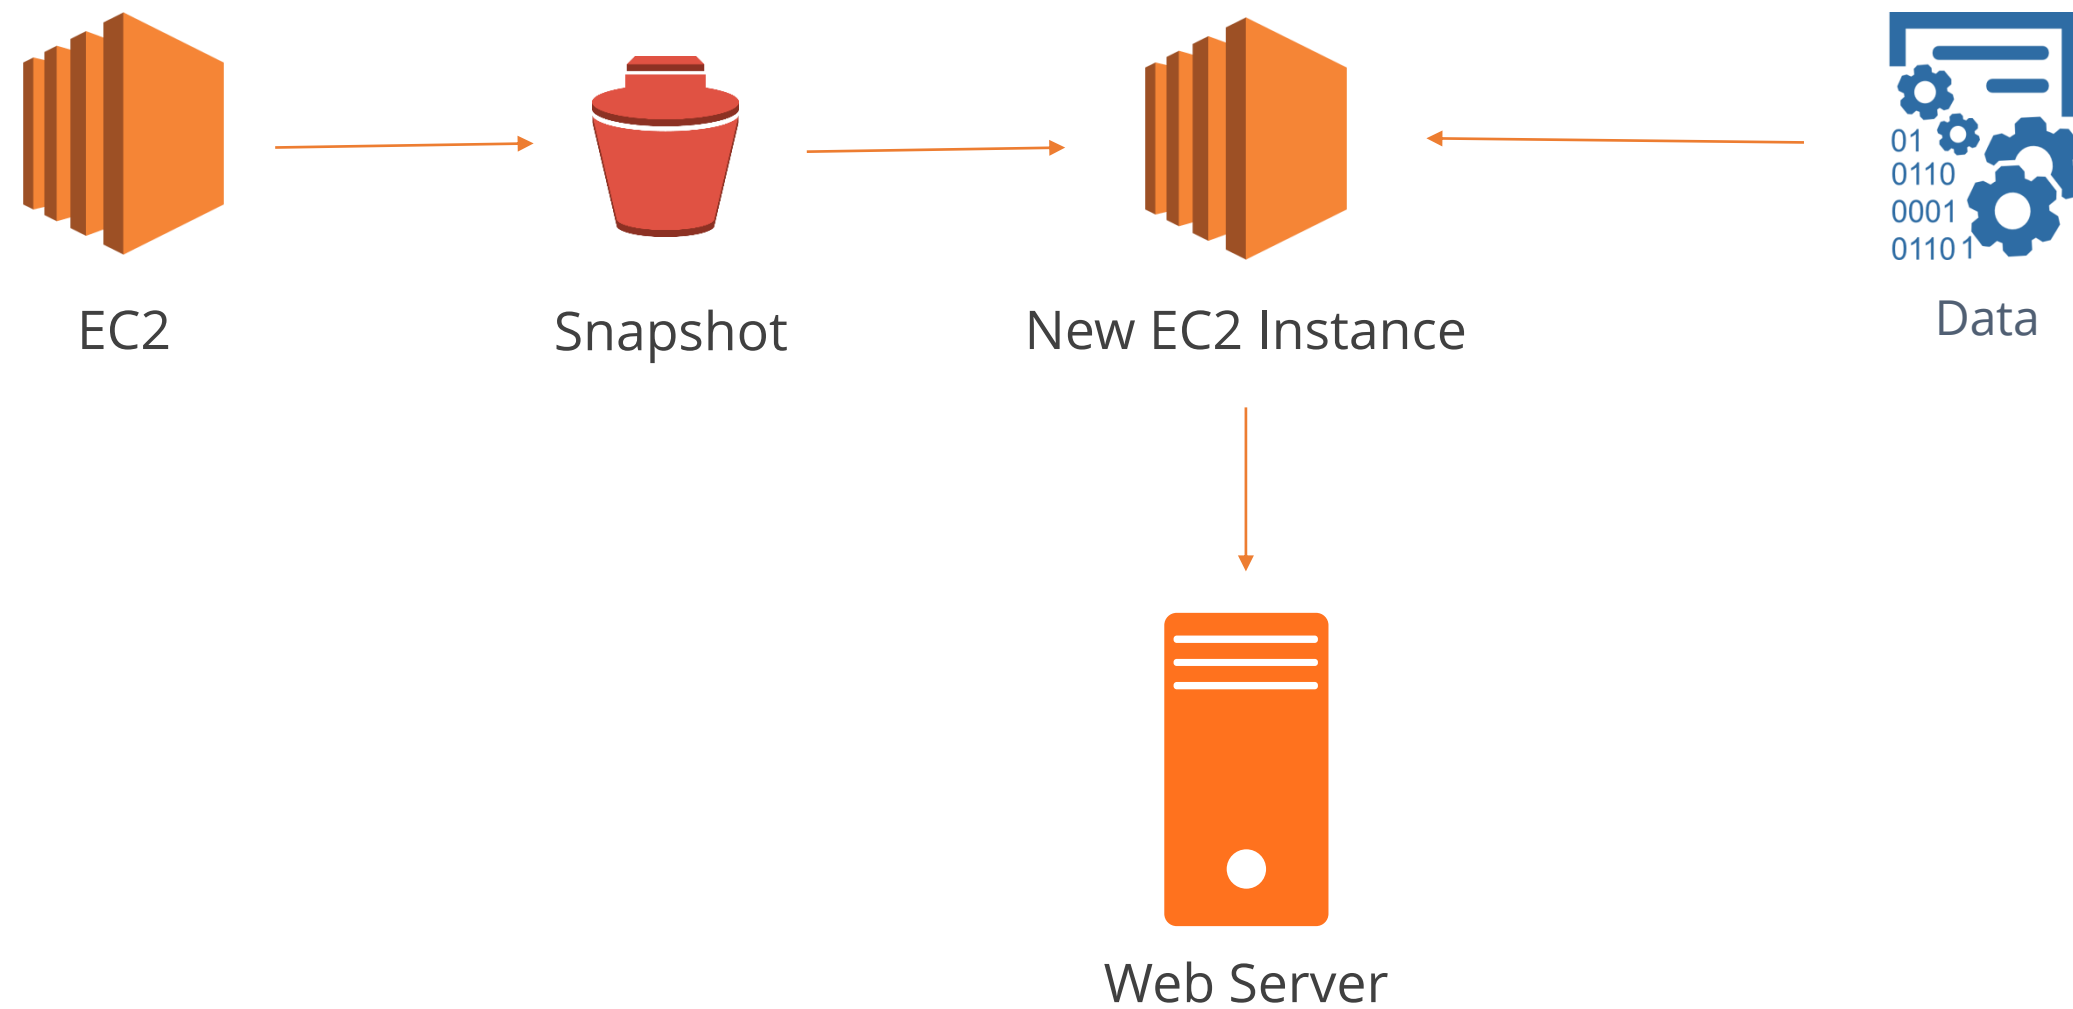 01
0110
0001
01101
EC2
Snapshot
New EC2 Instance
Data
Web Server